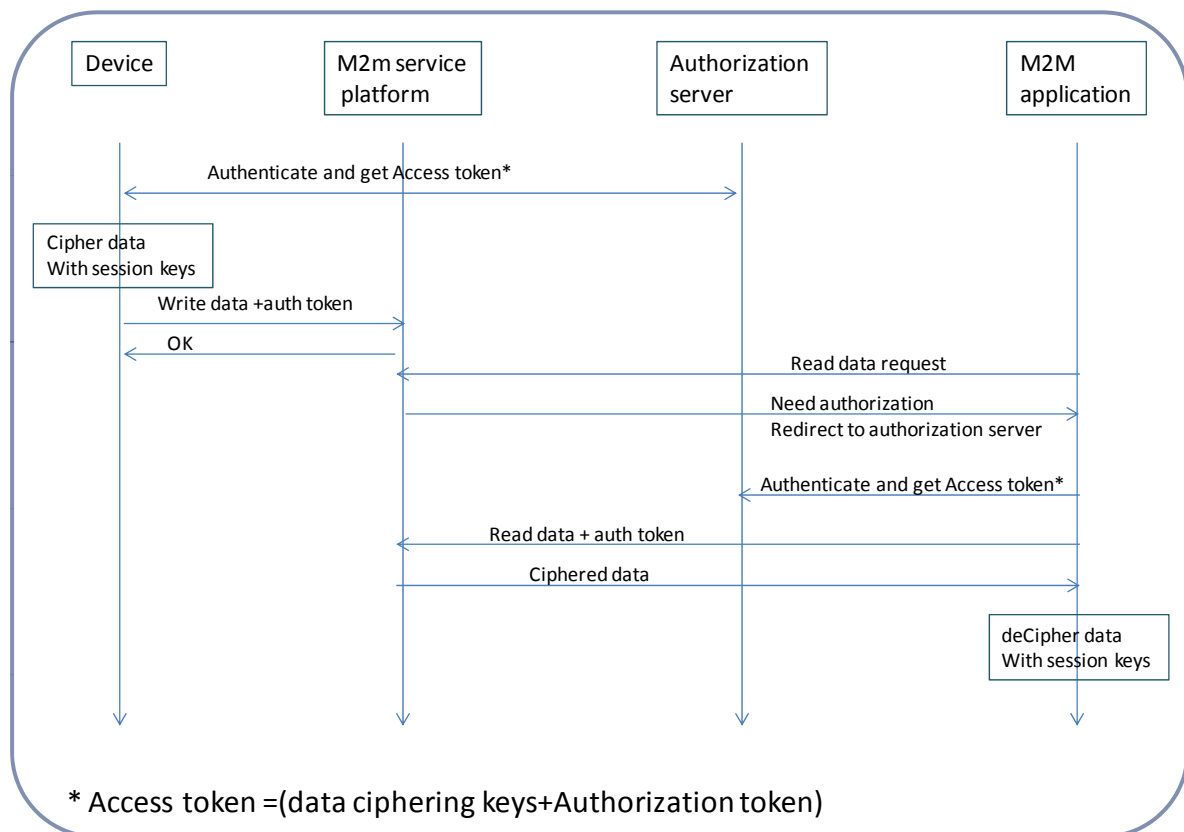 Device
M2m service
platform
Authorization
server
M2M
application
Authenticate and get Access token*
Cipher data
With session keys
Write data +auth token
OK
Read data request
Need authorization
Redirect to authorization server
Authenticate and get Access token*
Read data + auth token
Ciphered data
deCipher data
With session keys
* Access token =(data ciphering keys+Authorization token)